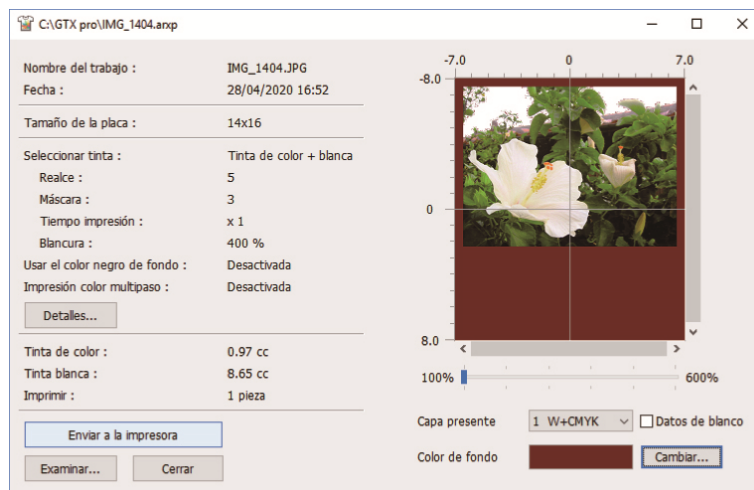 C:\GTX pro\IMG_1404.arxp
Nombre del trabajo : IMG_1404.JPG
Fecha : 28/04/2020 16:52
Tamaño de la placa : 14x16
Seleccionar tinta : Tinta de color + blanca
Realce : 5
Máscara : 3
Tiempo impresión : x 1
Blancura : 400 %
Usar el color negro de fondo : Desactivada
Impresión color multipaso : Desactivada
Detalles...
Tinta de color : 0.97 cc
Tinta blanca : 8.65 cc
Imprimir : 1 pieza
Enviar a la impresora
Examinar... Cerrar
-7.0 0 7.0
-8.0
0
8.0
100% 600%
Capa presente 1 W+CMYK Datos de blanco
Color de fondo Cambiar...